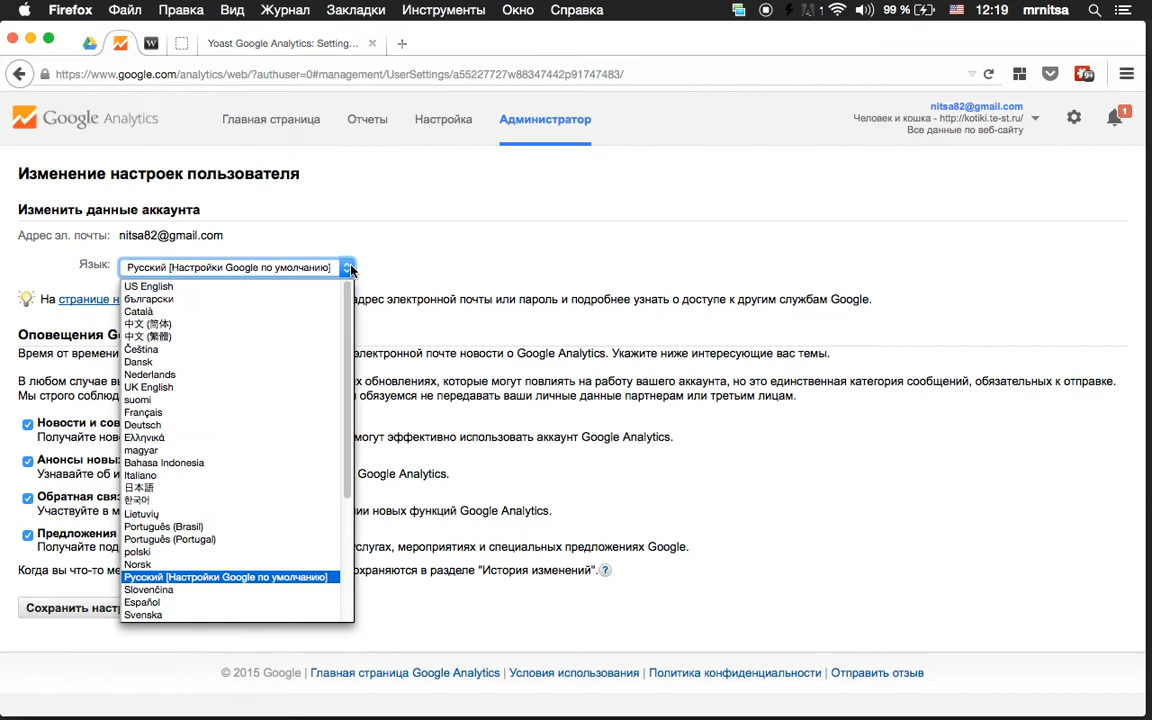 Firefox Файл Правка Вид Журнал Закладки Инструменты Окно Справка 1 99 % 12:19 mrnitsa
W Yoast Google Analytics: Setting...
https://www.google.com/analytics/web/?authuser=0#management/UserSettings/a55227727w88347442p91747483/
9+
Google Analytics
Главная страница Отчеты Настройка Администратор
nitsa82@gmail.com
Человек и кошка - http://kotiki.te-st.ru/
Все данные по веб-сайту
1
Изменение настроек пользователя
Изменить данные аккаунта
Адрес эл. почты: nitsa82@gmail.com
Язык: Русский [Настройки Google по умолчанию]
US English
български
Català
中文 (简体)
中文 (繁體)
Čeština
Dansk
Nederlands
UK English
suomi
Français
Deutsch
Ελληνικά
magyar
Bahasa Indonesia
Italiano
日本語
한국어
Lietuvių
Português (Brasil)
Português (Portugal)
polski
Norsk
Русский [Настройки Google по умолчанию]
Slovenčina
Español
Svenska
На странице н адрес электронной почты или пароль и подробнее узнать о доступе к другим службам Google.
Оповещения G
Время от времени электронной почте новости о Google Analytics. Укажите ниже интересующие вас темы.
В любом случае вы х обновлениях, которые могут повлиять на работу вашего аккаунта, но это единственная категория сообщений, обязательных к отправке.
Мы строго соблюд обязуемся не передавать ваши личные данные партнерам или третьим лицам.
Новости и сов
Получайте нов могут эффективно использовать аккаунт Google Analytics.
Анонсы новых
Узнавайте об и Google Analytics.
Обратная связ
Участвуйте в м ии новых функций Google Analytics.
Предложения
Получайте под слугах, мероприятиях и специальных предложениях Google.
Когда вы что-то ме охраняются в разделе "История изменений". ?
Сохранить наст
© 2015 Google | Главная страница Google Analytics | Условия использования | Политика конфиденциальности | Отправить отзыв